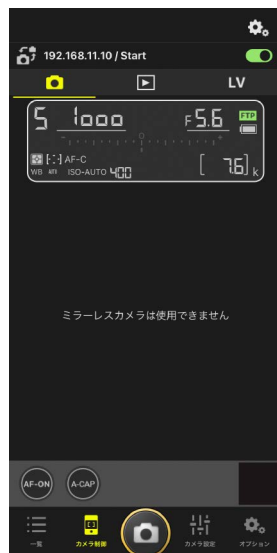 192.168.11.10 / Start
LV
S 1000 F5.6 FTP
AF-C
WB ISO-AUTO 400 [ 7.6] k
ミラーレスカメラは使用できません
AF-ON A-CAP
一覧 カメラ制御 カメラ設定 オプション